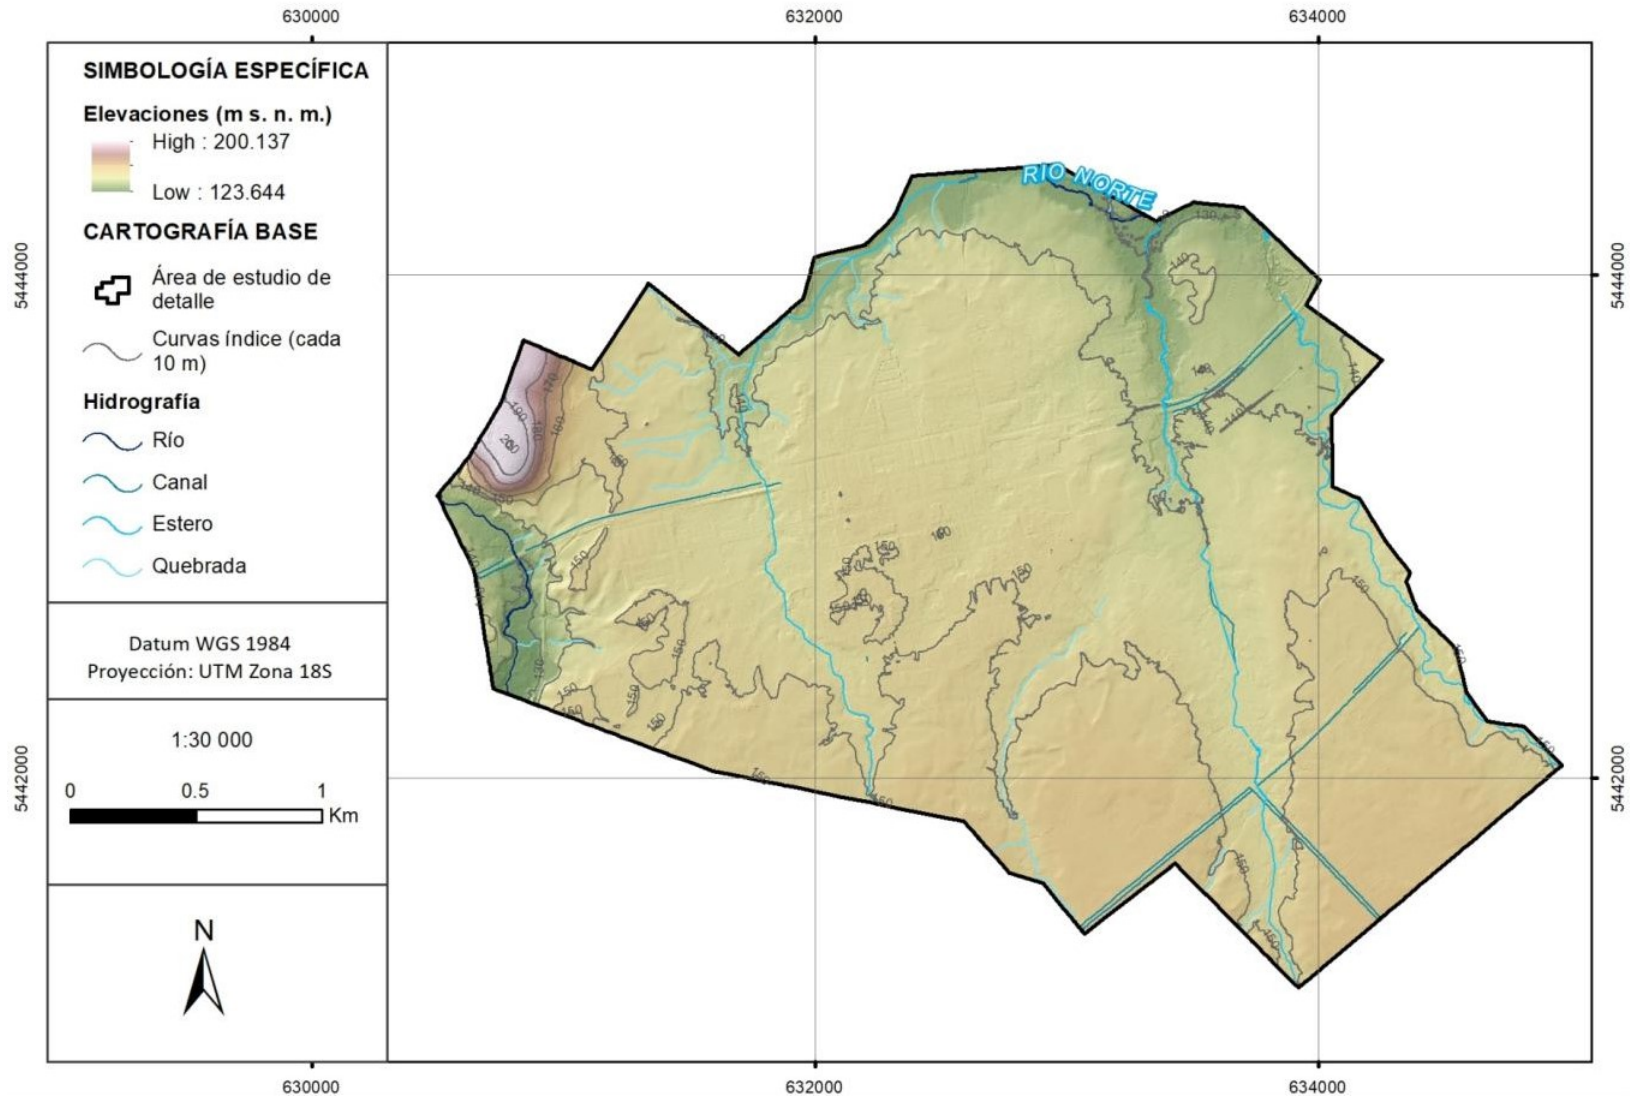 630000
632000
634000
SIMBOLOGÍA ESPECÍFICA
Elevaciones (m s. n. m.)
High : 200.137
Low : 123.644
CARTOGRAFÍA BASE
Área de estudio de
detalle
Curvas índice (cada
10 m)
Hidrografía
Río
Canal
Estero
Quebrada
Datum WGS 1984
Proyección: UTM Zona 18S
1:30 000
0 0.5 1
Km
N
5444000
5442000
RIO NORTE
130
140
140
140
140
170
190
180
160
200
150
150
150
160
150
150
150
150
150
130
150
150
150
150
150
150
150
150
150
5444000
5442000
630000
632000
634000